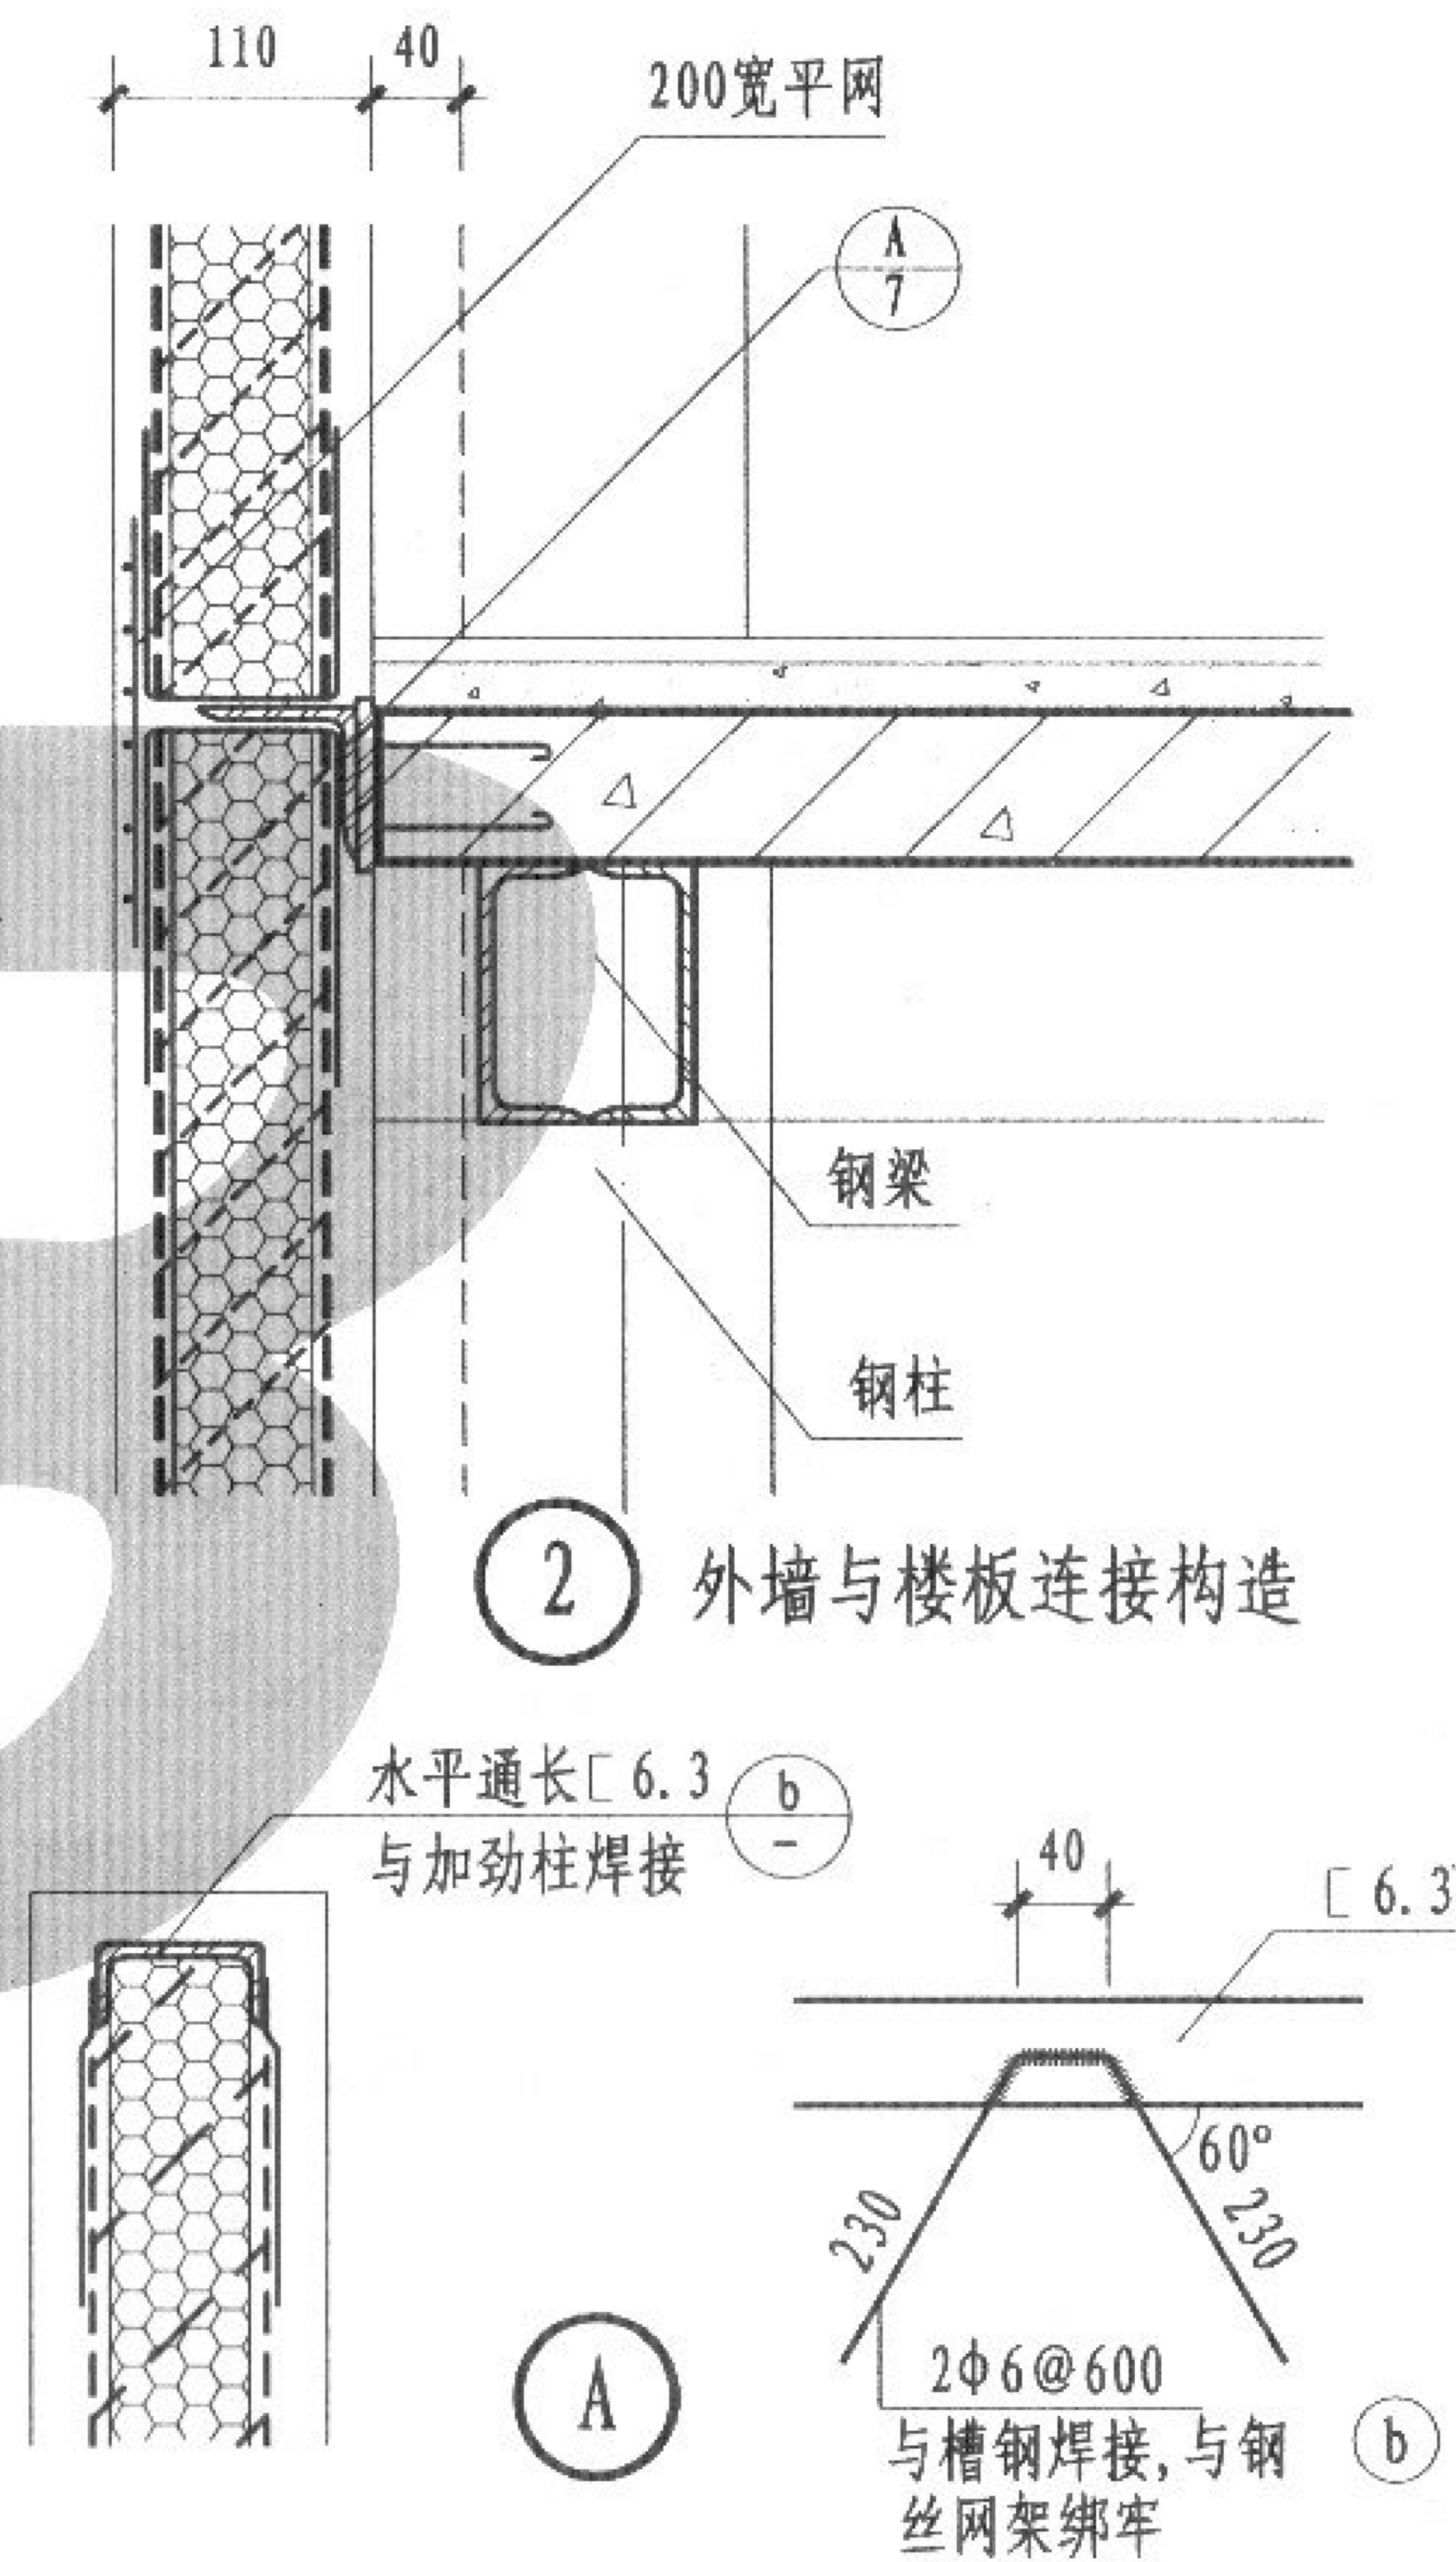 110
40
200宽平网
A
7
钢梁
钢柱
2 外墙与楼板连接构造
水平通长[ 6.3
与加劲柱焊接
b
-
40
[ 6.3
60°
230
230
2Φ6@600
与槽钢焊接,与钢
丝网架绑牢
A
b